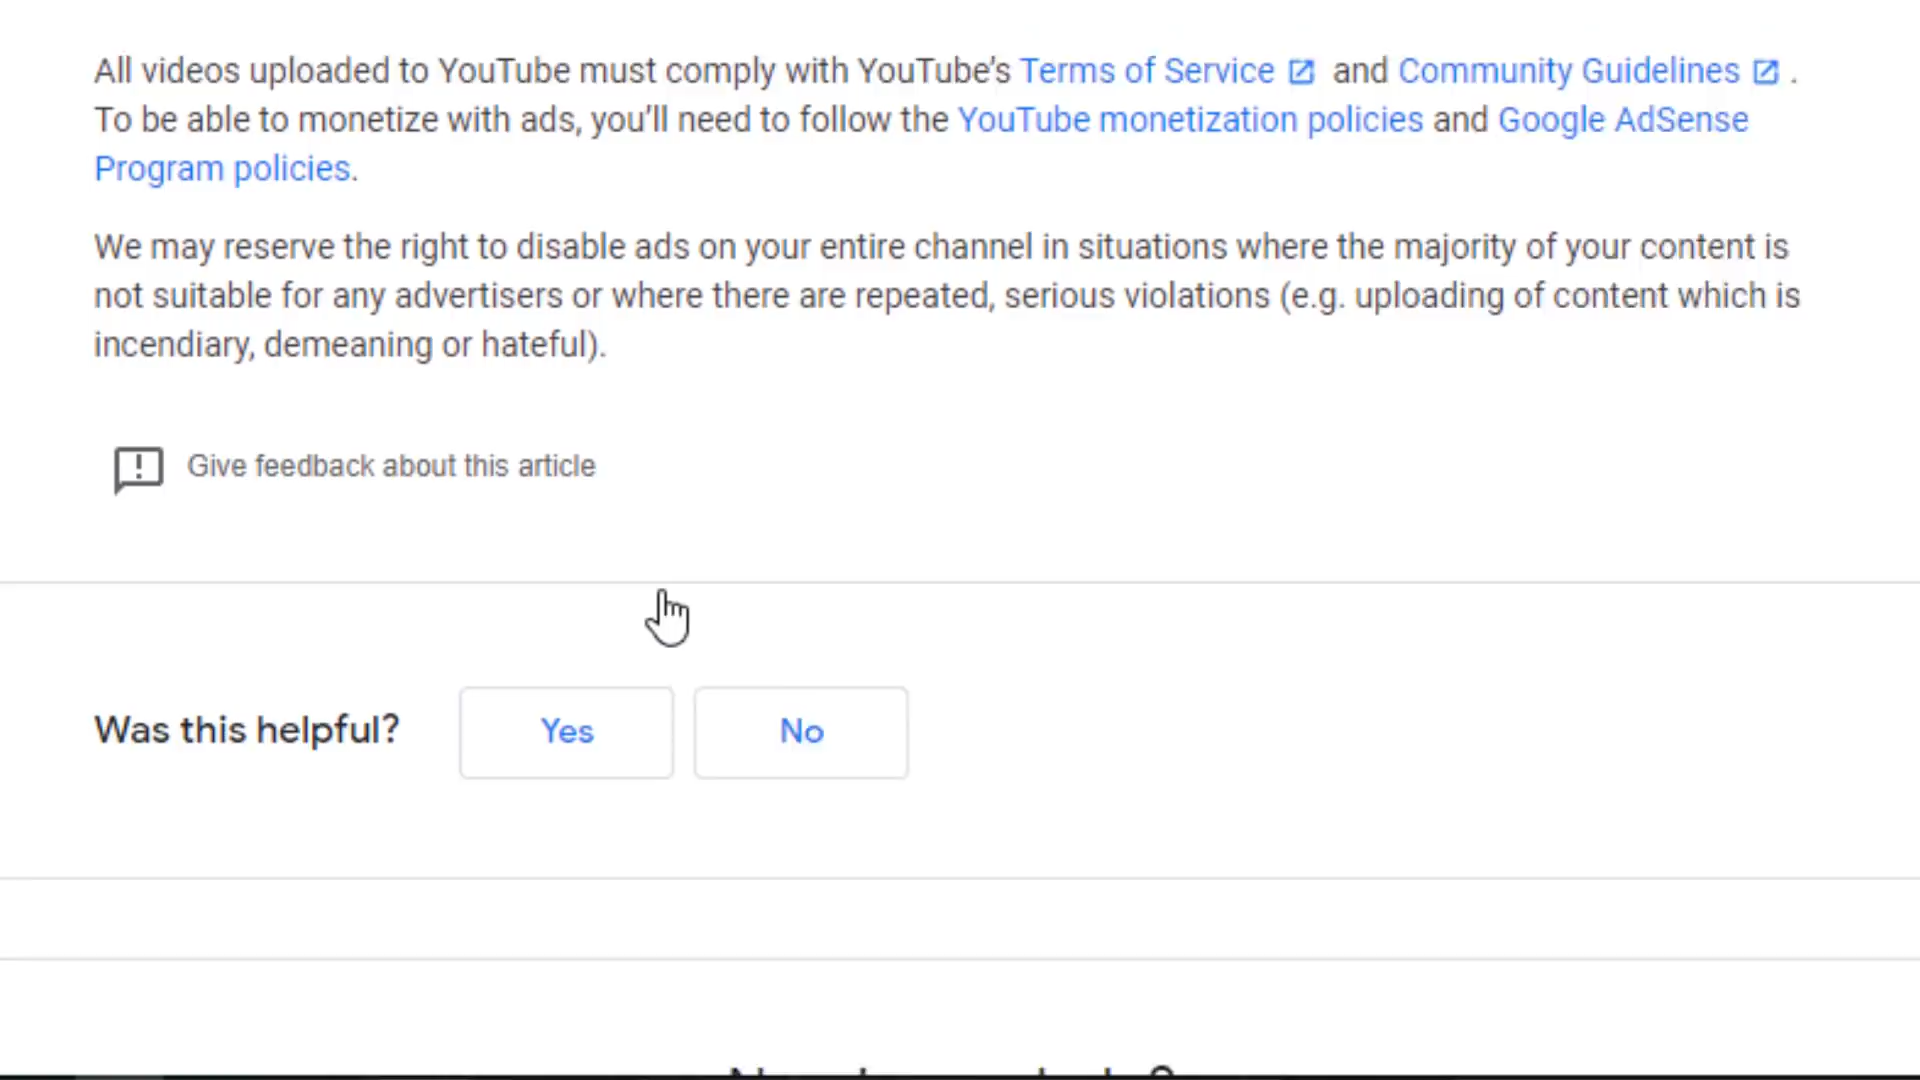 All videos uploaded to YouTube must comply with YouTube’s Terms of Service and Community Guidelines .
To be able to monetize with ads, you’ll need to follow the YouTube monetization policies and Google AdSense
Program policies.
We may reserve the right to disable ads on your entire channel in situations where the majority of your content is
not suitable for any advertisers or where there are repeated, serious violations (e.g. uploading of content which is
incendiary, demeaning or hateful).
Give feedback about this article
Was this helpful? Yes No